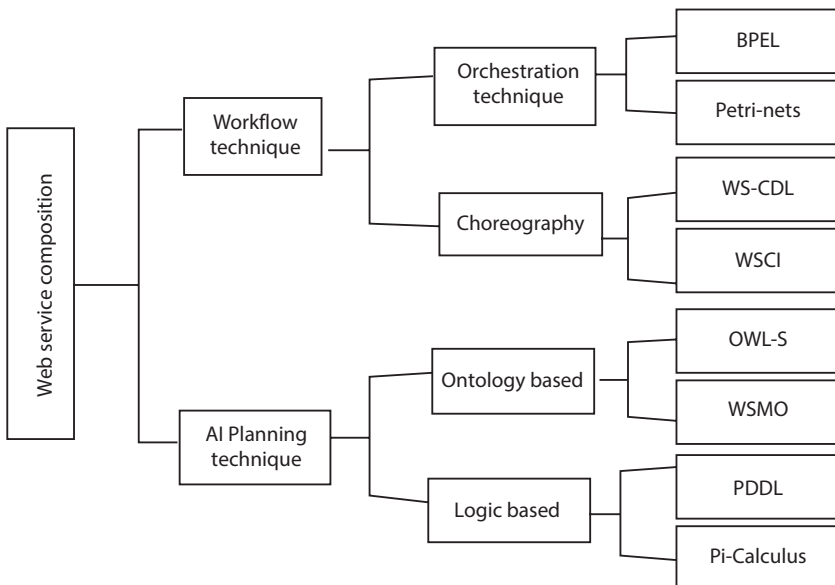 Web service composition
Workflow
technique
AI Planning
technique
Orchestration
technique
Choreography
Ontology based
Logic based
BPEL
Petri-nets
WS-CDL
WSCI
OWL-S
WSMO
PDDL
Pi-Calculus